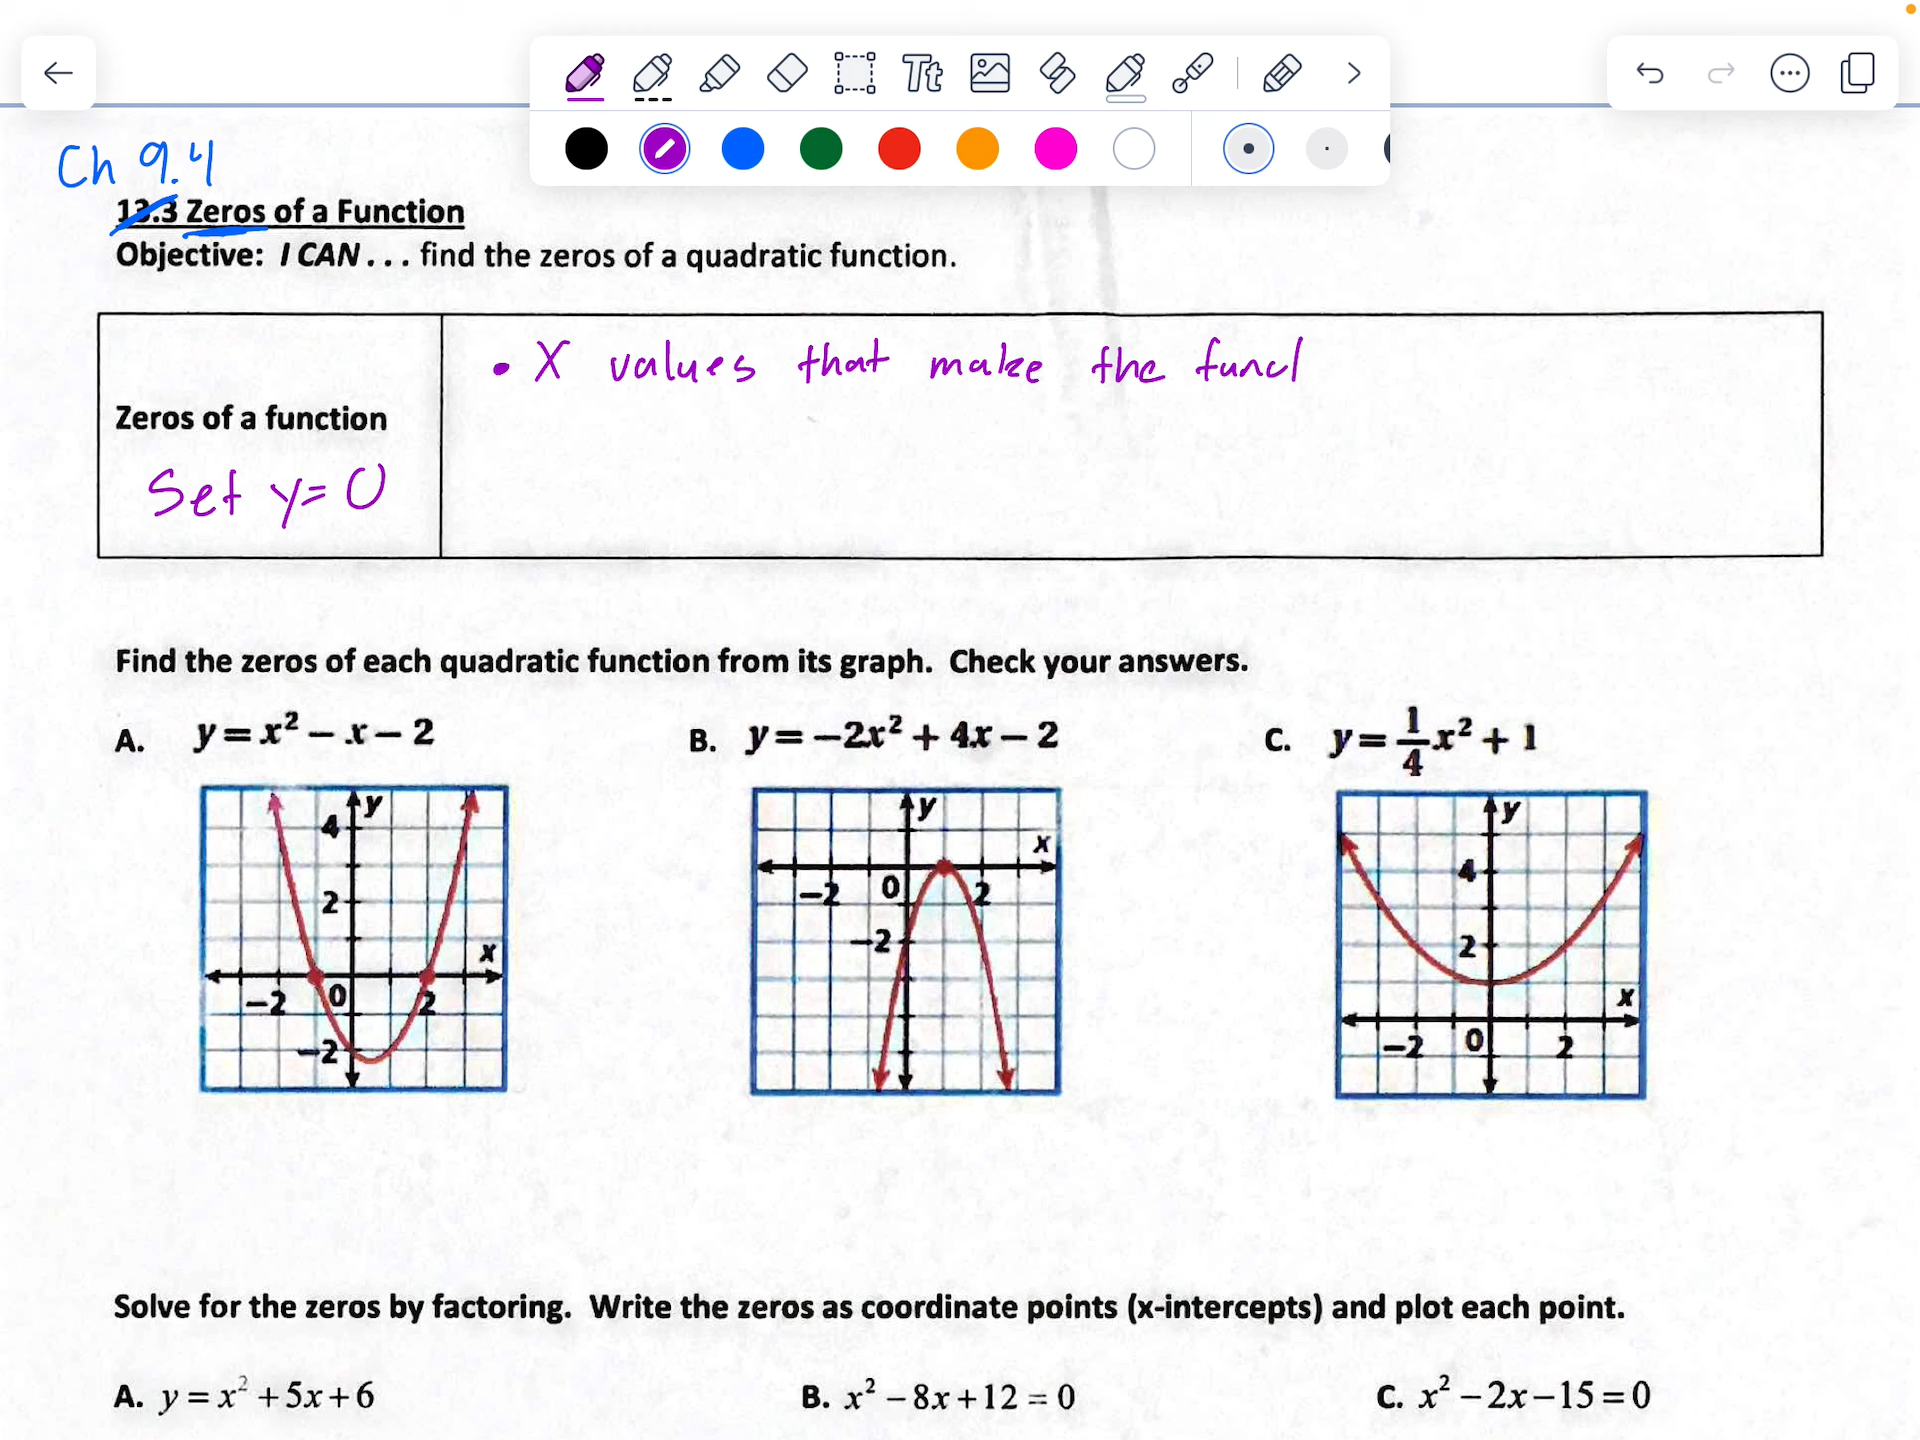 Tt
Ch 9.4
13.3 Zeros of a Function
Objective: I CAN . . . find the zeros of a quadratic function.
• X values that make the funct
Zeros of a function
Set y=0
Find the zeros of each quadratic function from its graph. Check your answers.
A. y = x² – x – 2
B. y = –2x² + 4x – 2
C. y = 1/4 x² + 1
y 4 2 x –2 0 2 –2
y x –2 0 2 –2
y 4 2 x –2 0 2
Solve for the zeros by factoring. Write the zeros as coordinate points (x-intercepts) and plot each point.
A. y = x² + 5x + 6
B. x² – 8x + 12 = 0
C. x² – 2x – 15 = 0